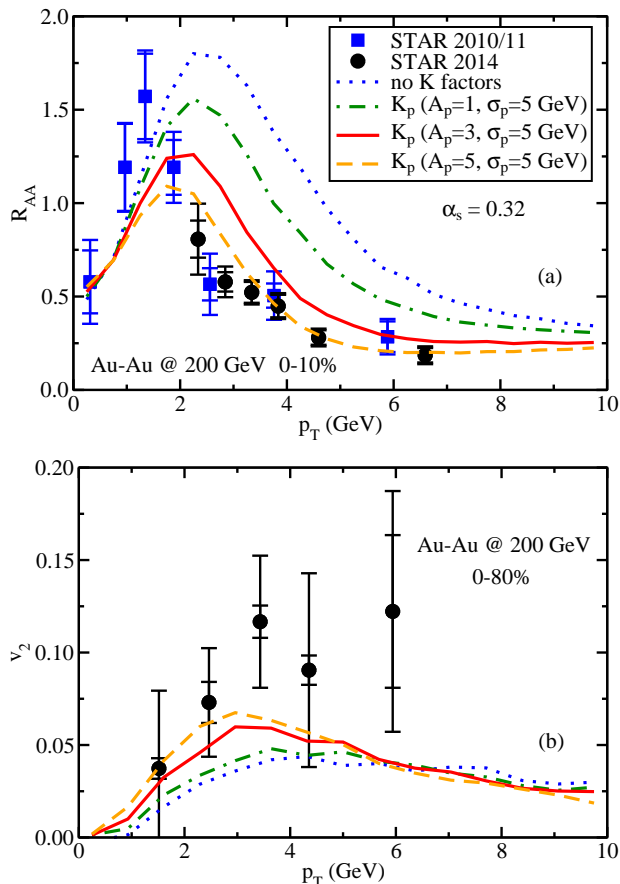 2.0
1.5
1.0
0.5
0.0
R_AA
STAR 2010/11
STAR 2014
no K factors
K_p (A_p=1, σ_p=5 GeV)
K_p (A_p=3, σ_p=5 GeV)
K_p (A_p=5, σ_p=5 GeV)
α_s = 0.32
(a)
Au-Au @ 200 GeV 0-10%
0 2 4 6 8 10
p_T (GeV)
0.20
0.15
0.10
0.05
0.00
v_2
Au-Au @ 200 GeV
0-80%
(b)
0 2 4 6 8 10
p_T (GeV)